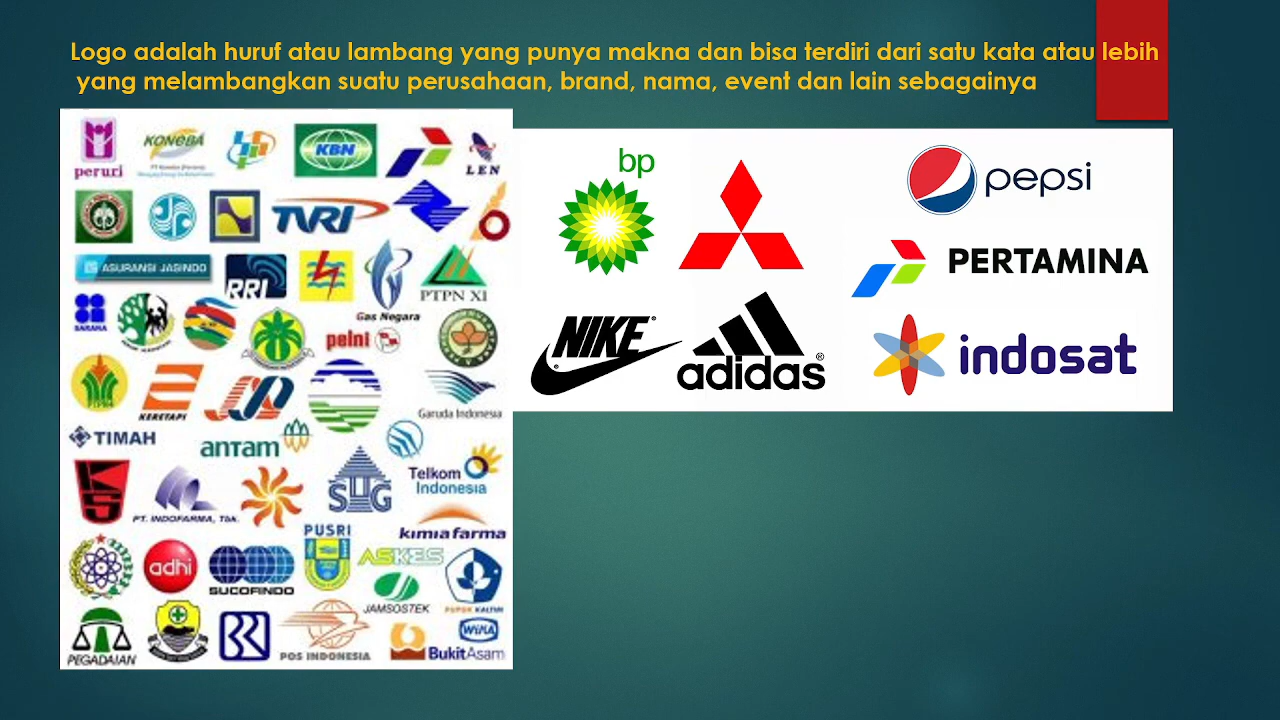 Logo adalah huruf atau lambang yang punya makna dan bisa terdiri dari satu kata atau lebih
yang melambangkan suatu perusahaan, brand, nama, event dan lain sebagainya
peruri
KONEBA
KBN
LEN
TVRI
ASURANSI JASINDO
RRI
PTPN XI
Gas Negara
SARANA
pelni
KERETAPI
Garuda Indonesia
TIMAH
antam
Telkom
Indonesia
SUG
PT. INDOFARMA, Tbk.
KS
PUSRI
kimia farma
ASKES
adhi
SUCOFINDO
JAMSOSTEK
PUPUK KALTIM
PEGADAIAN
POS INDONESIA
WIKA
BukitAsam
bp
pepsi
PERTAMINA
NIKE
adidas
indosat